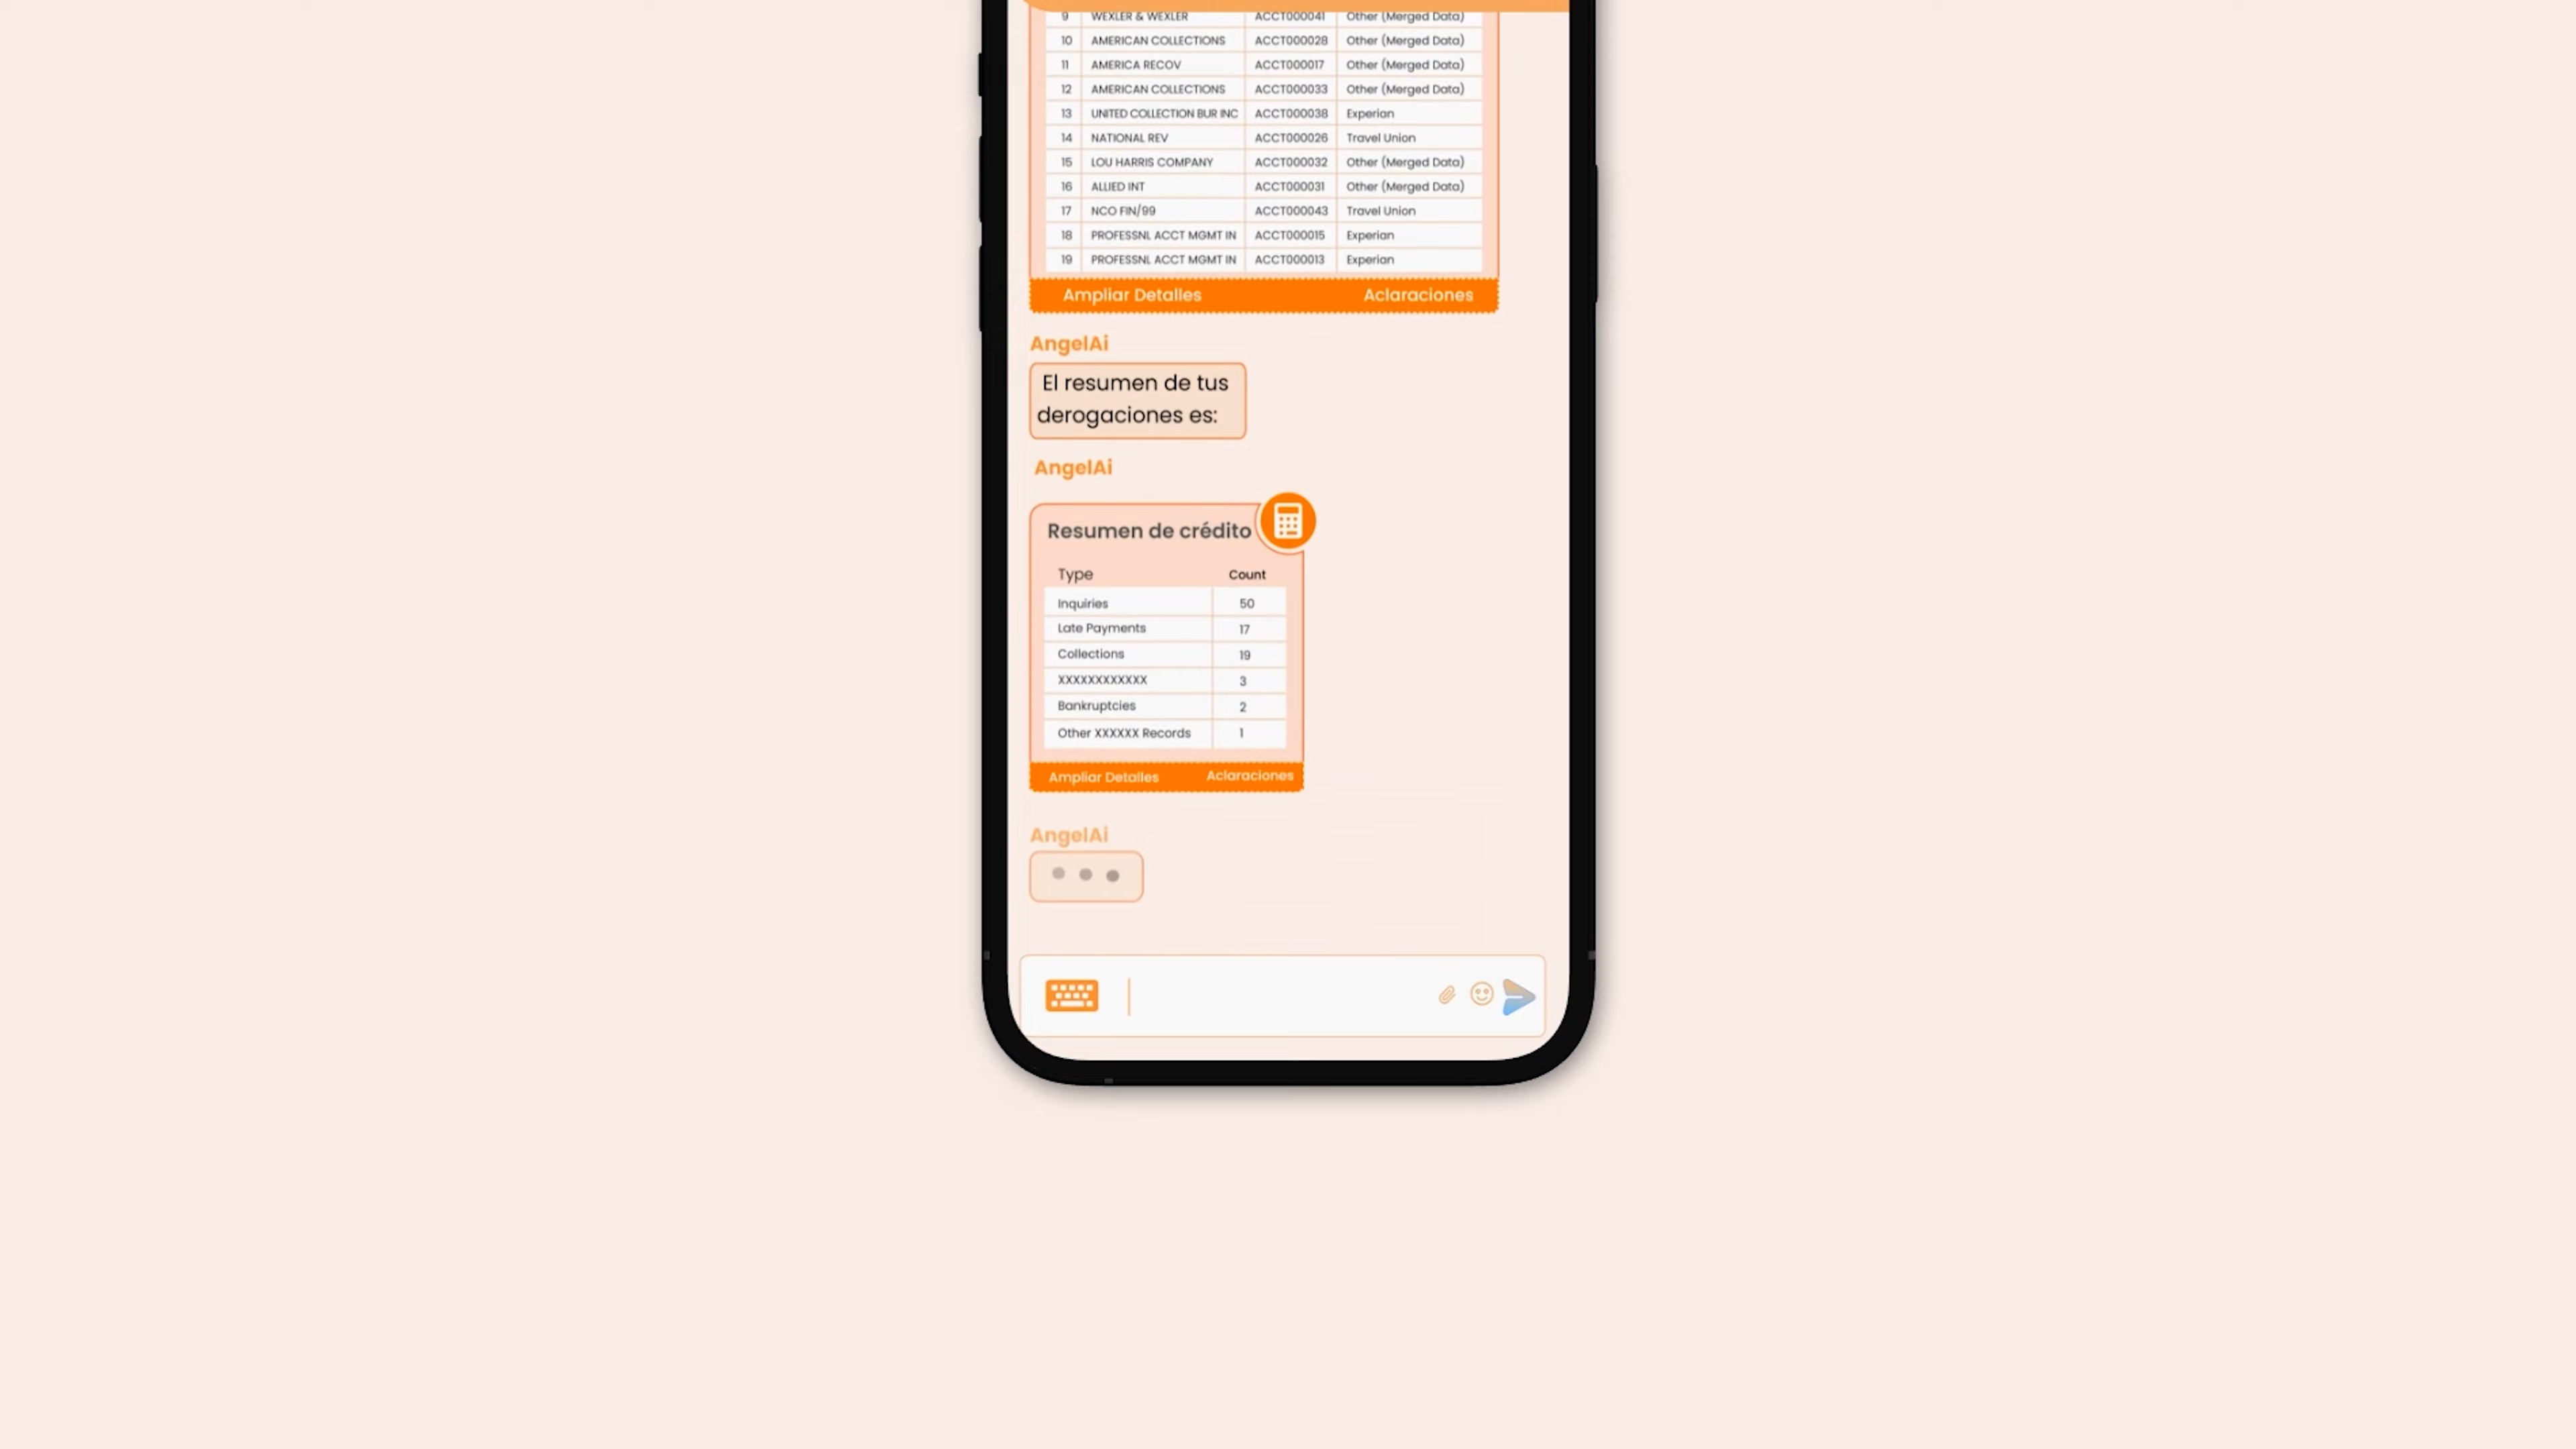 9 WEXLER & WEXLER ACCT000041 Other (Merged Data)
10 AMERICAN COLLECTIONS ACCT000028 Other (Merged Data)
11 AMERICA RECOV ACCT000017 Other (Merged Data)
12 AMERICAN COLLECTIONS ACCT000033 Other (Merged Data)
13 UNITED COLLECTION BUR INC ACCT000038 Experian
14 NATIONAL REV ACCT000026 Travel Union
15 LOU HARRIS COMPANY ACCT000032 Other (Merged Data)
16 ALLIED INT ACCT000031 Other (Merged Data)
17 NCO FIN/99 ACCT000043 Travel Union
18 PROFESSNL ACCT MGMT IN ACCT000015 Experian
19 PROFESSNL ACCT MGMT IN ACCT000013 Experian
Ampliar Detalles Aclaraciones
AngelAi
El resumen de tus
derogaciones es:
AngelAi
Resumen de crédito
Type Count
Inquiries 50
Late Payments 17
Collections 19
XXXXXXXXXXXX 3
Bankruptcies 2
Other XXXXXX Records 1
Ampliar Detalles Aclaraciones
AngelAi